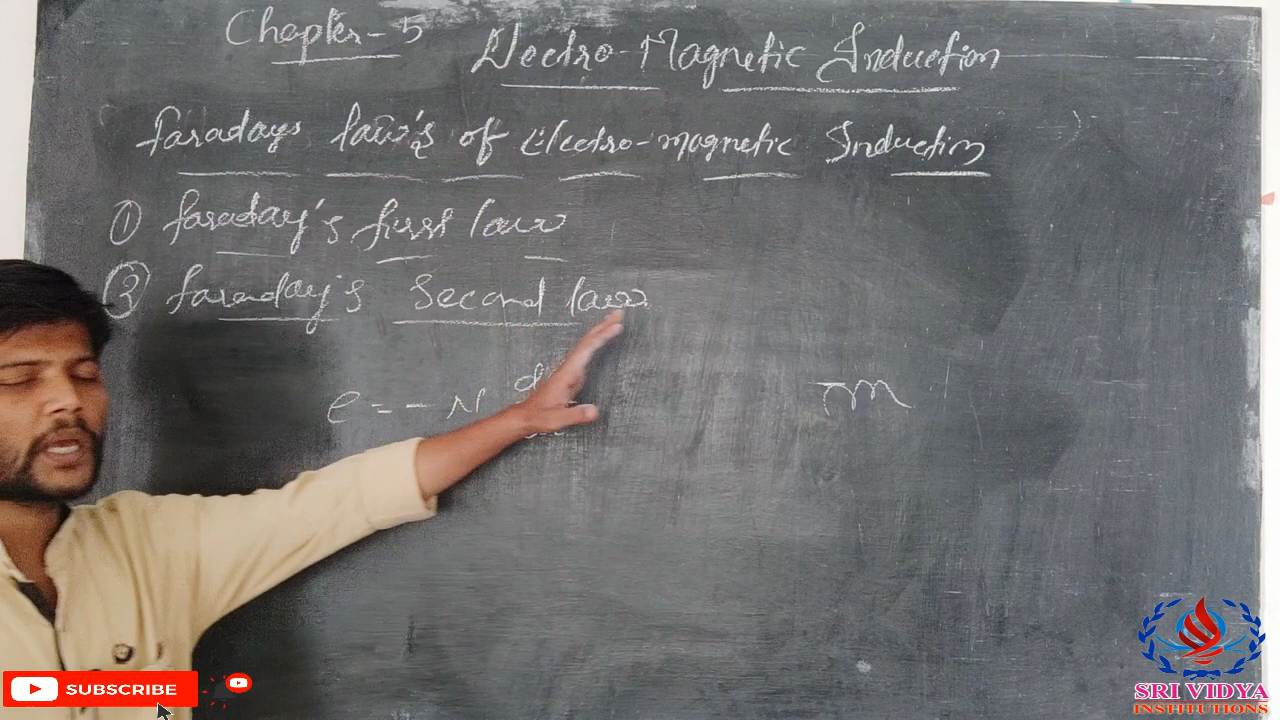 Chapter-5 Electro-Magnetic Induction
faradays law's of Electro-magnetic Induction
① faraday's first law
② faraday's Second law
e = - N
SUBSCRIBE
SRI VIDYA
INSTITUTIONS